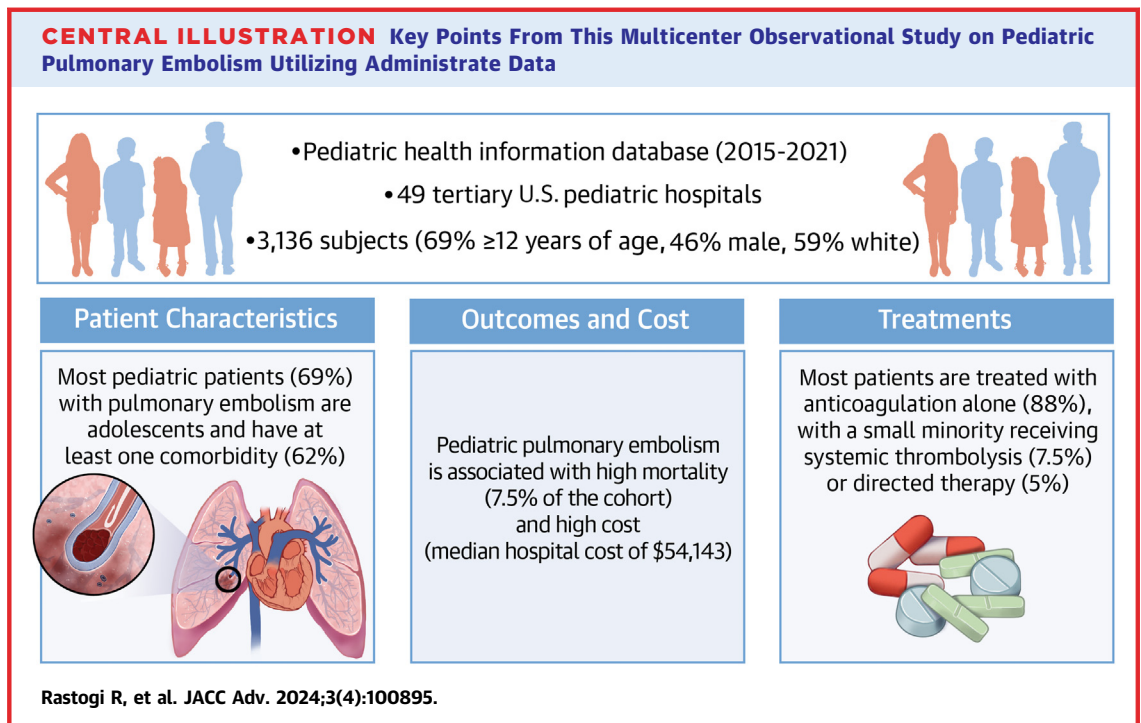 CENTRAL ILLUSTRATION Key Points From This Multicenter Observational Study on Pediatric
Pulmonary Embolism Utilizing Administrate Data
•Pediatric health information database (2015-2021)
•49 tertiary U.S. pediatric hospitals
•3,136 subjects (69% ≥12 years of age, 46% male, 59% white)
Patient Characteristics
Most pediatric patients (69%)
with pulmonary embolism are
adolescents and have at
least one comorbidity (62%)
Outcomes and Cost
Pediatric pulmonary embolism
is associated with high mortality
(7.5% of the cohort)
and high cost
(median hospital cost of $54,143)
Treatments
Most patients are treated with
anticoagulation alone (88%),
with a small minority receiving
systemic thrombolysis (7.5%)
or directed therapy (5%)
Rastogi R, et al. JACC Adv. 2024;3(4):100895.